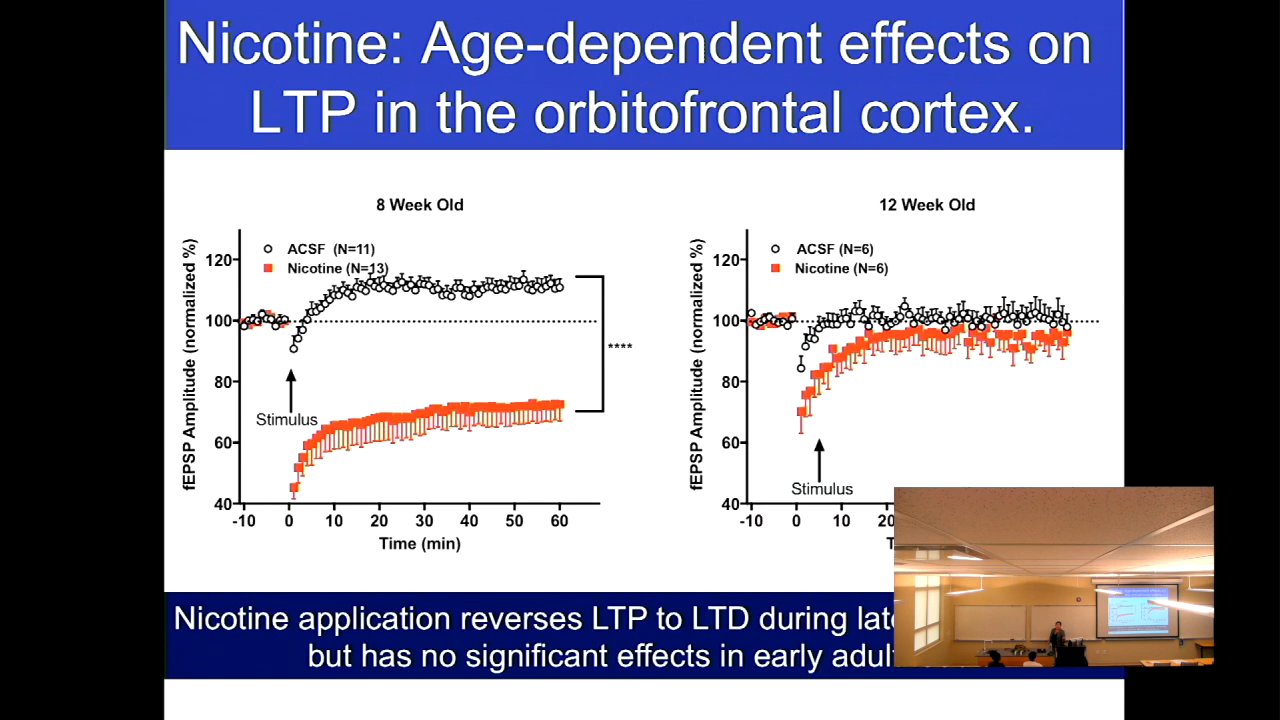 Nicotine: Age-dependent effects on
LTP in the orbitofrontal cortex.
8 Week Old
ACSF (N=11)
Nicotine (N=13)
fEPSP Amplitude (normalized %)
120
100
80
60
40
-10 0 10 20 30 40 50 60
Time (min)
Stimulus
****
12 Week Old
ACSF (N=6)
Nicotine (N=6)
fEPSP Amplitude (normalized %)
120
100
80
60
40
-10 0 10
Stimulus
Nicotine application reverses LTP to LTD during
but has no significant effects in early